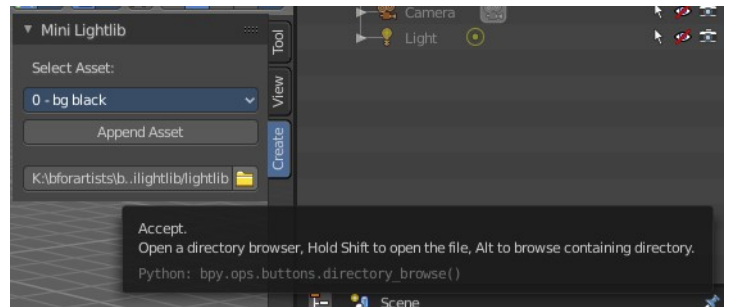 Mini Lightlib
Camera
Light
Tool
Select Asset:
0 - bg black
View
Append Asset
Create
K:\bforartists\b..ilightlib/lightlib
Accept.
Open a directory browser, Hold Shift to open the file, Alt to browse containing directory.
Python: bpy.ops.buttons.directory_browse()
Scene